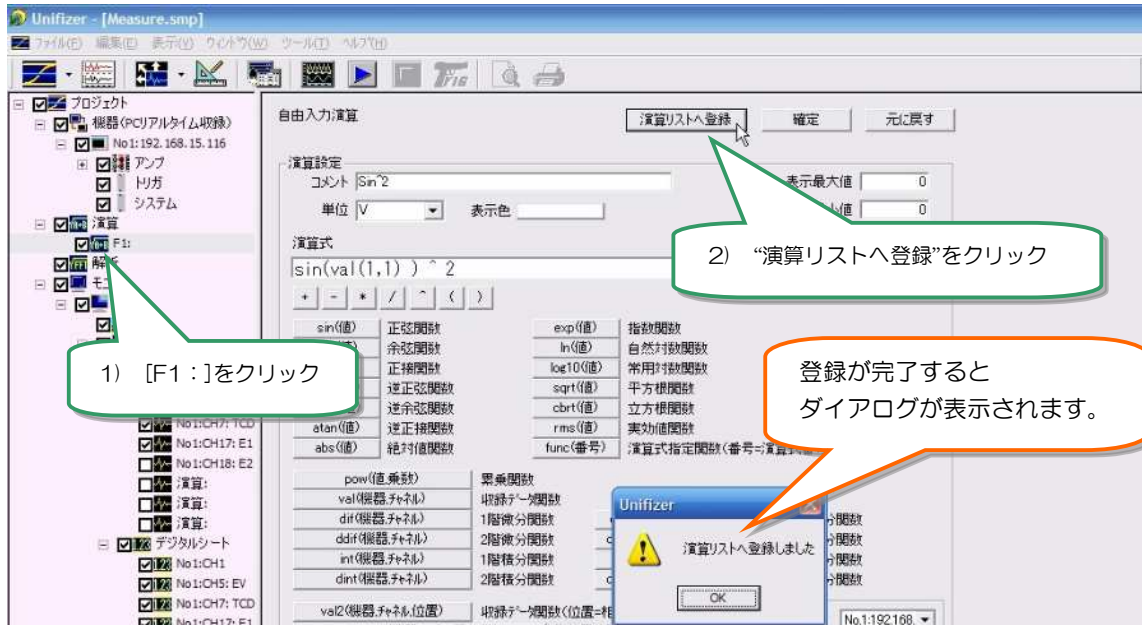 Unifizer - [Measure.smp]
ファイル(F) 編集(E) 表示(V) ウィンドウ(W) ツール(T) ヘルプ(H)
プロジェクト
機器(PCリアルタイム収録)
No1:192.168.15.116
アンプ
トリガ
システム
演算
F1:
No1:CH7: TCD
No1:CH17: E1
No1:CH18: E2
演算:
演算:
演算:
デジタルシート
No1:CH1
No1:CH5: EV
No1:CH7: TCD
No1:CH17: E1
1) [F1:]をクリック
自由入力演算
演算リストへ登録
確定
元に戻す
演算設定
コメント Sin^2
表示最大値 0
単位 V
表示色
0
2) “演算リストへ登録”をクリック
演算式
sin(val(1,1) ) ^ 2
+ - * / ^ ( )
sin(値) 正弦関数 exp(値) 指数関数
余弦関数 ln(値) 自然対数関数
正接関数 log10(値) 常用対数関数
逆正弦関数 sqrt(値) 平方根関数
逆余弦関数 cbrt(値) 立方根関数
atan(値) 逆正接関数 rms(値) 実効値関数
abs(値) 絶対値関数 func(番号) 演算式指定関数(番号=演算式
pow(値,乗数) 累乗関数
val(機器,チャネル) 収録データ関数
dif(機器,チャネル) 1階微分関数
ddif(機器,チャネル) 2階微分関数
int(機器,チャネル) 1階積分関数
dint(機器,チャネル) 2階積分関数
val2(機器,チャネル,位置) 収録データ関数(位置=相
No.1:192.168.
登録が完了すると
ダイアログが表示されます。
Unifizer
演算リストへ登録しました
OK